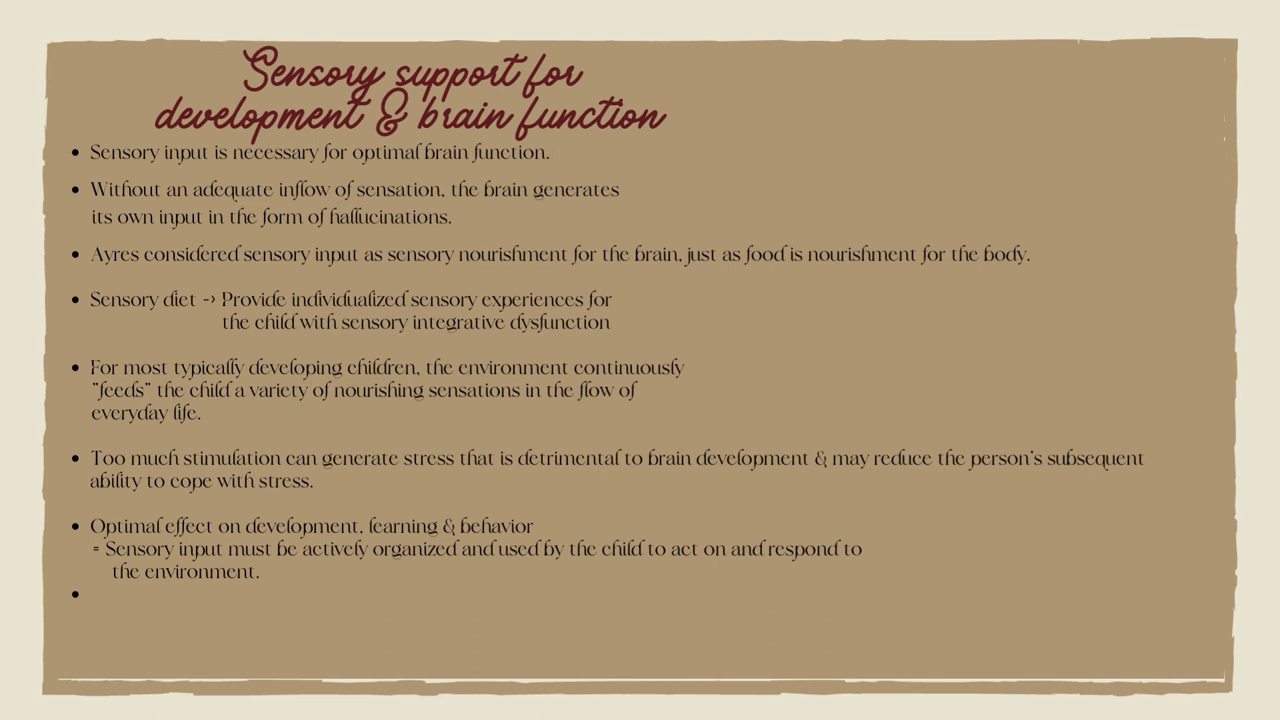 Sensory support for
development & brain function
• Sensory input is necessary for optimal brain function.
• Without an adequate inflow of sensation, the brain generates
its own input in the form of hallucinations.
• Ayres considered sensory input as sensory nourishment for the brain, just as food is nourishment for the body.
• Sensory diet -> Provide individualized sensory experiences for
the child with sensory integrative dysfunction
• For most typically developing children, the environment continuously
"feeds" the child a variety of nourishing sensations in the flow of
everyday life.
• Too much stimulation can generate stress that is detrimental to brain development & may reduce the person's subsequent
ability to cope with stress.
• Optimal effect on development, learning & behavior
= Sensory input must be actively organized and used by the child to act on and respond to
the environment.
•